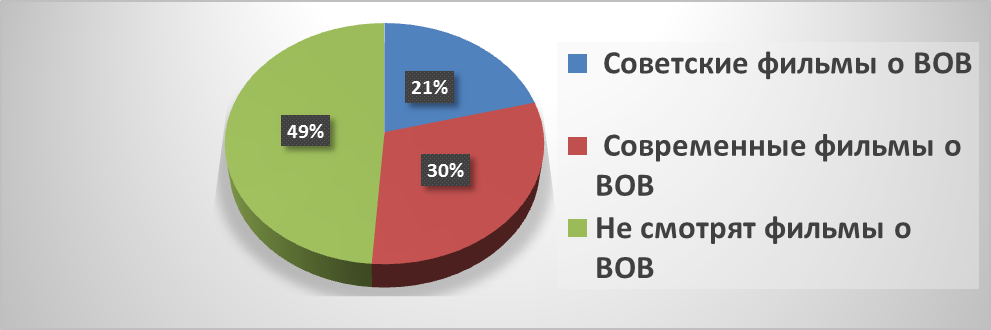 21%
30%
49%
Советские фильмы о ВОВ
Современные фильмы о
ВОВ
Не смотрят фильмы о
ВОВ